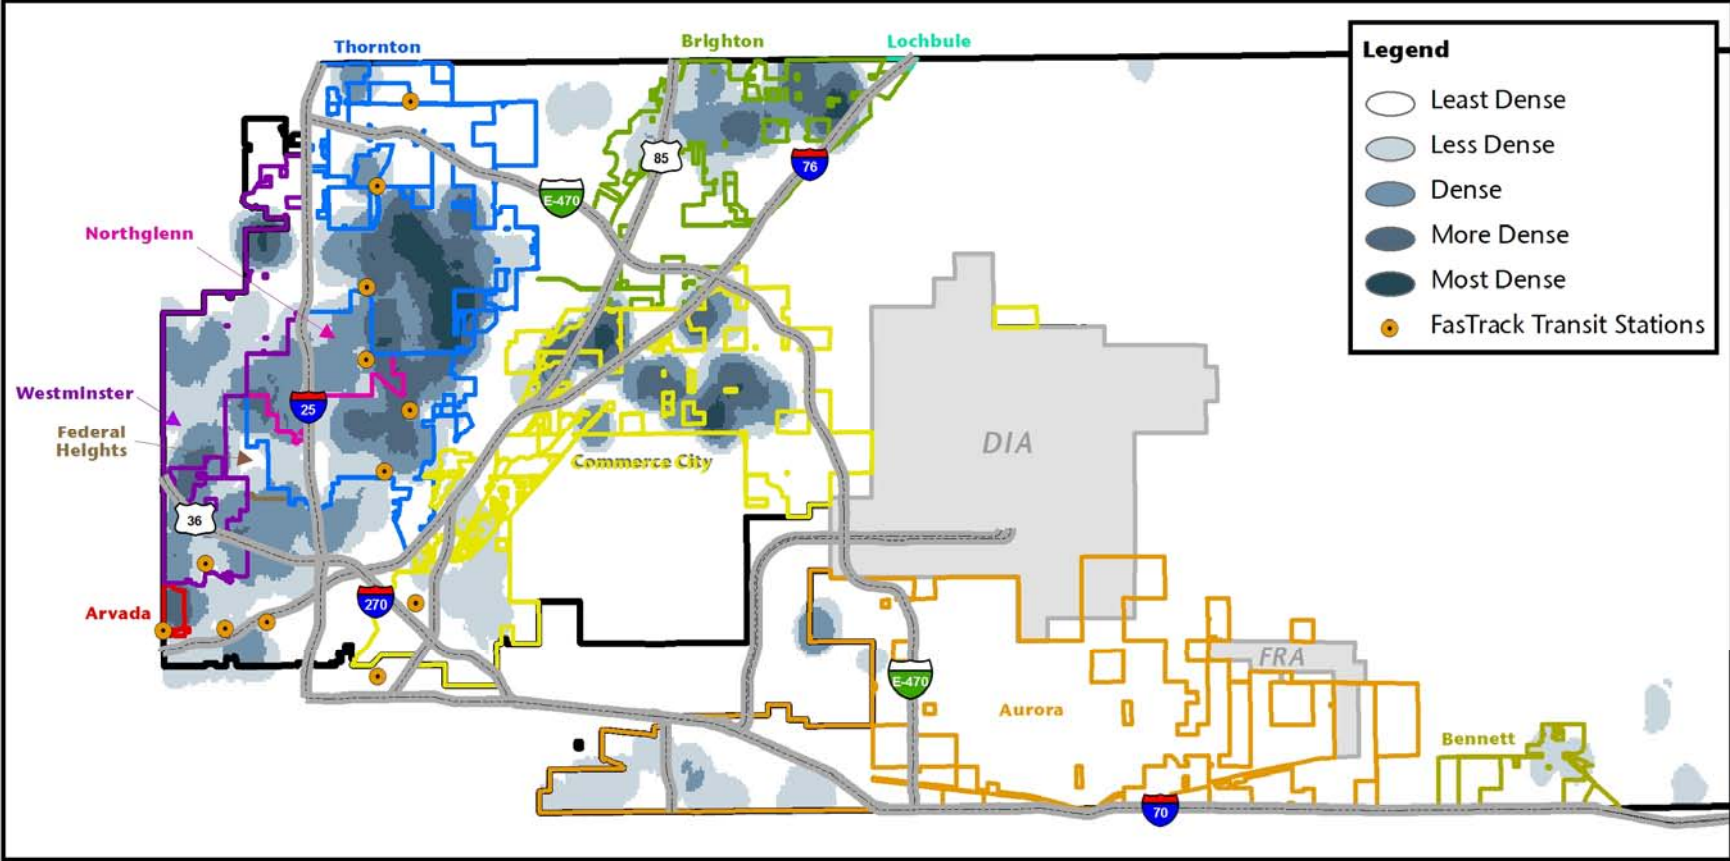 Thornton
Brighton
Lochbule
Legend
Least Dense
Less Dense
Dense
More Dense
Most Dense
FasTrack Transit Stations
85
76
E-470
Northglenn
Westminster
25
Federal
Heights
DIA
Commerce City
36
270
Arvada
E-470
FRA
Aurora
Bennett
70